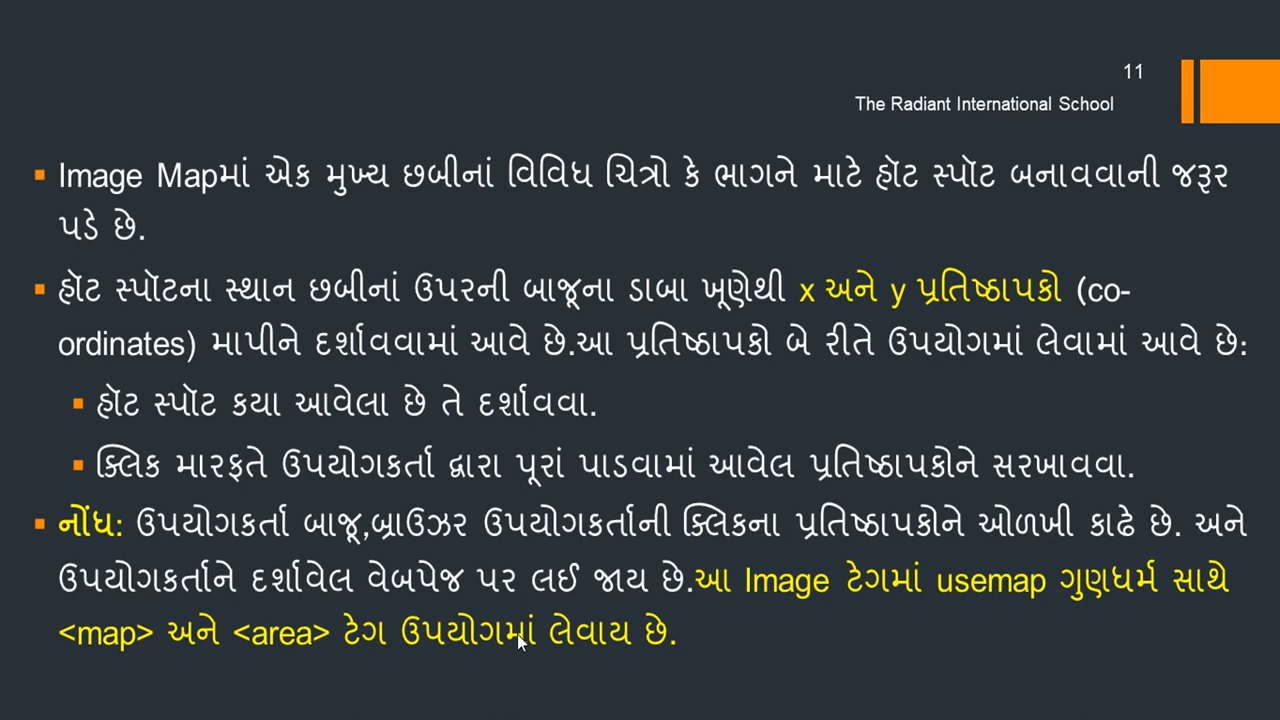 11
The Radiant International School
Image Mapમાં એક મુખ્ય છબીનાં વિવિધ ચિત્રો કે ભાગને માટે હૉટ સ્પૉટ બનાવવાની જરૂર
પડે છે.
હૉટ સ્પૉટના સ્થાન છબીનાં ઉપરની બાજૂના ડાબા ખૂણેથી x અને y પ્રતિષ્ઠાપકો (co-
ordinates) માપીને દર્શાવવામાં આવે છે.આ પ્રતિષ્ઠાપકો બે રીતે ઉપયોગમાં લેવામાં આવે છે:
હૉટ સ્પૉટ કયા આવેલા છે તે દર્શાવવા.
ક્લિક મારફતે ઉપયોગકર્તા દ્વારા પૂરાં પાડવામાં આવેલ પ્રતિષ્ઠાપકોને સરખાવવા.
નોંધ: ઉપયોગકર્તા બાજૂ,બ્રાઉઝર ઉપયોગકર્તાની ક્લિકના પ્રતિષ્ઠાપકોને ઓળખી કાઢે છે. અને
ઉપયોગકર્તાને દર્શાવેલ વેબપેજ પર લઈ જાય છે.આ Image ટેગમાં usemap ગુણધર્મ સાથે
<map> અને <area> ટેગ ઉપયોગમાં લેવાય છે.